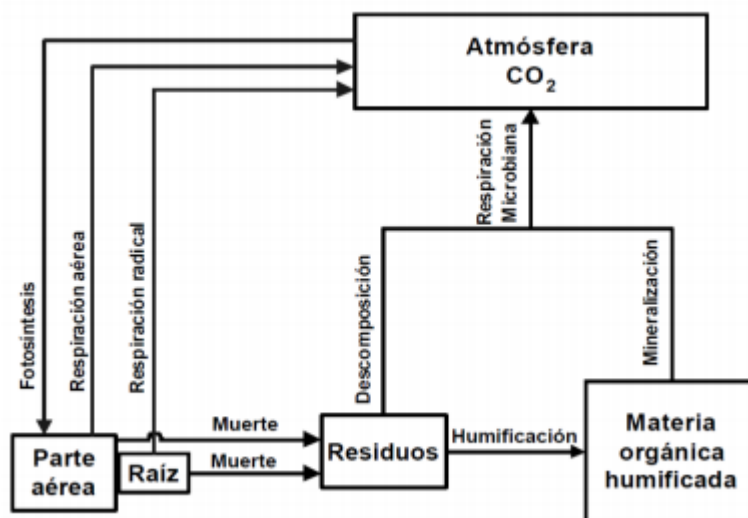 Atmósfera
CO₂
Respiración
Microbiana
Fotosíntesis
Respiración aérea
Respiración radical
Descomposición
Mineralización
Muerte
Muerte
Humificación
Parte
aérea
Raíz
Residuos
Materia
orgánica
humificada